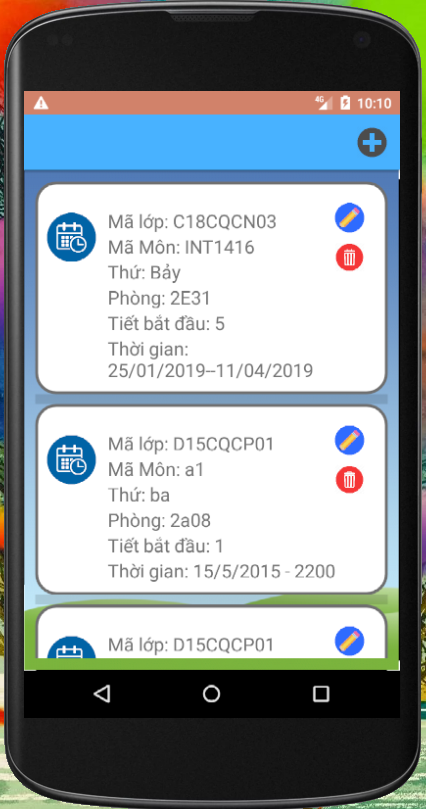 4G 10:10
Mã lớp: C18CQCN03
Mã Môn: INT1416
Thứ: Bảy
Phòng: 2E31
Tiết bắt đầu: 5
Thời gian:
25/01/2019--11/04/2019
Mã lớp: D15CQCP01
Mã Môn: a1
Thứ: ba
Phòng: 2a08
Tiết bắt đầu: 1
Thời gian: 15/5/2015 - 2200
Mã lớp: D15CQCP01